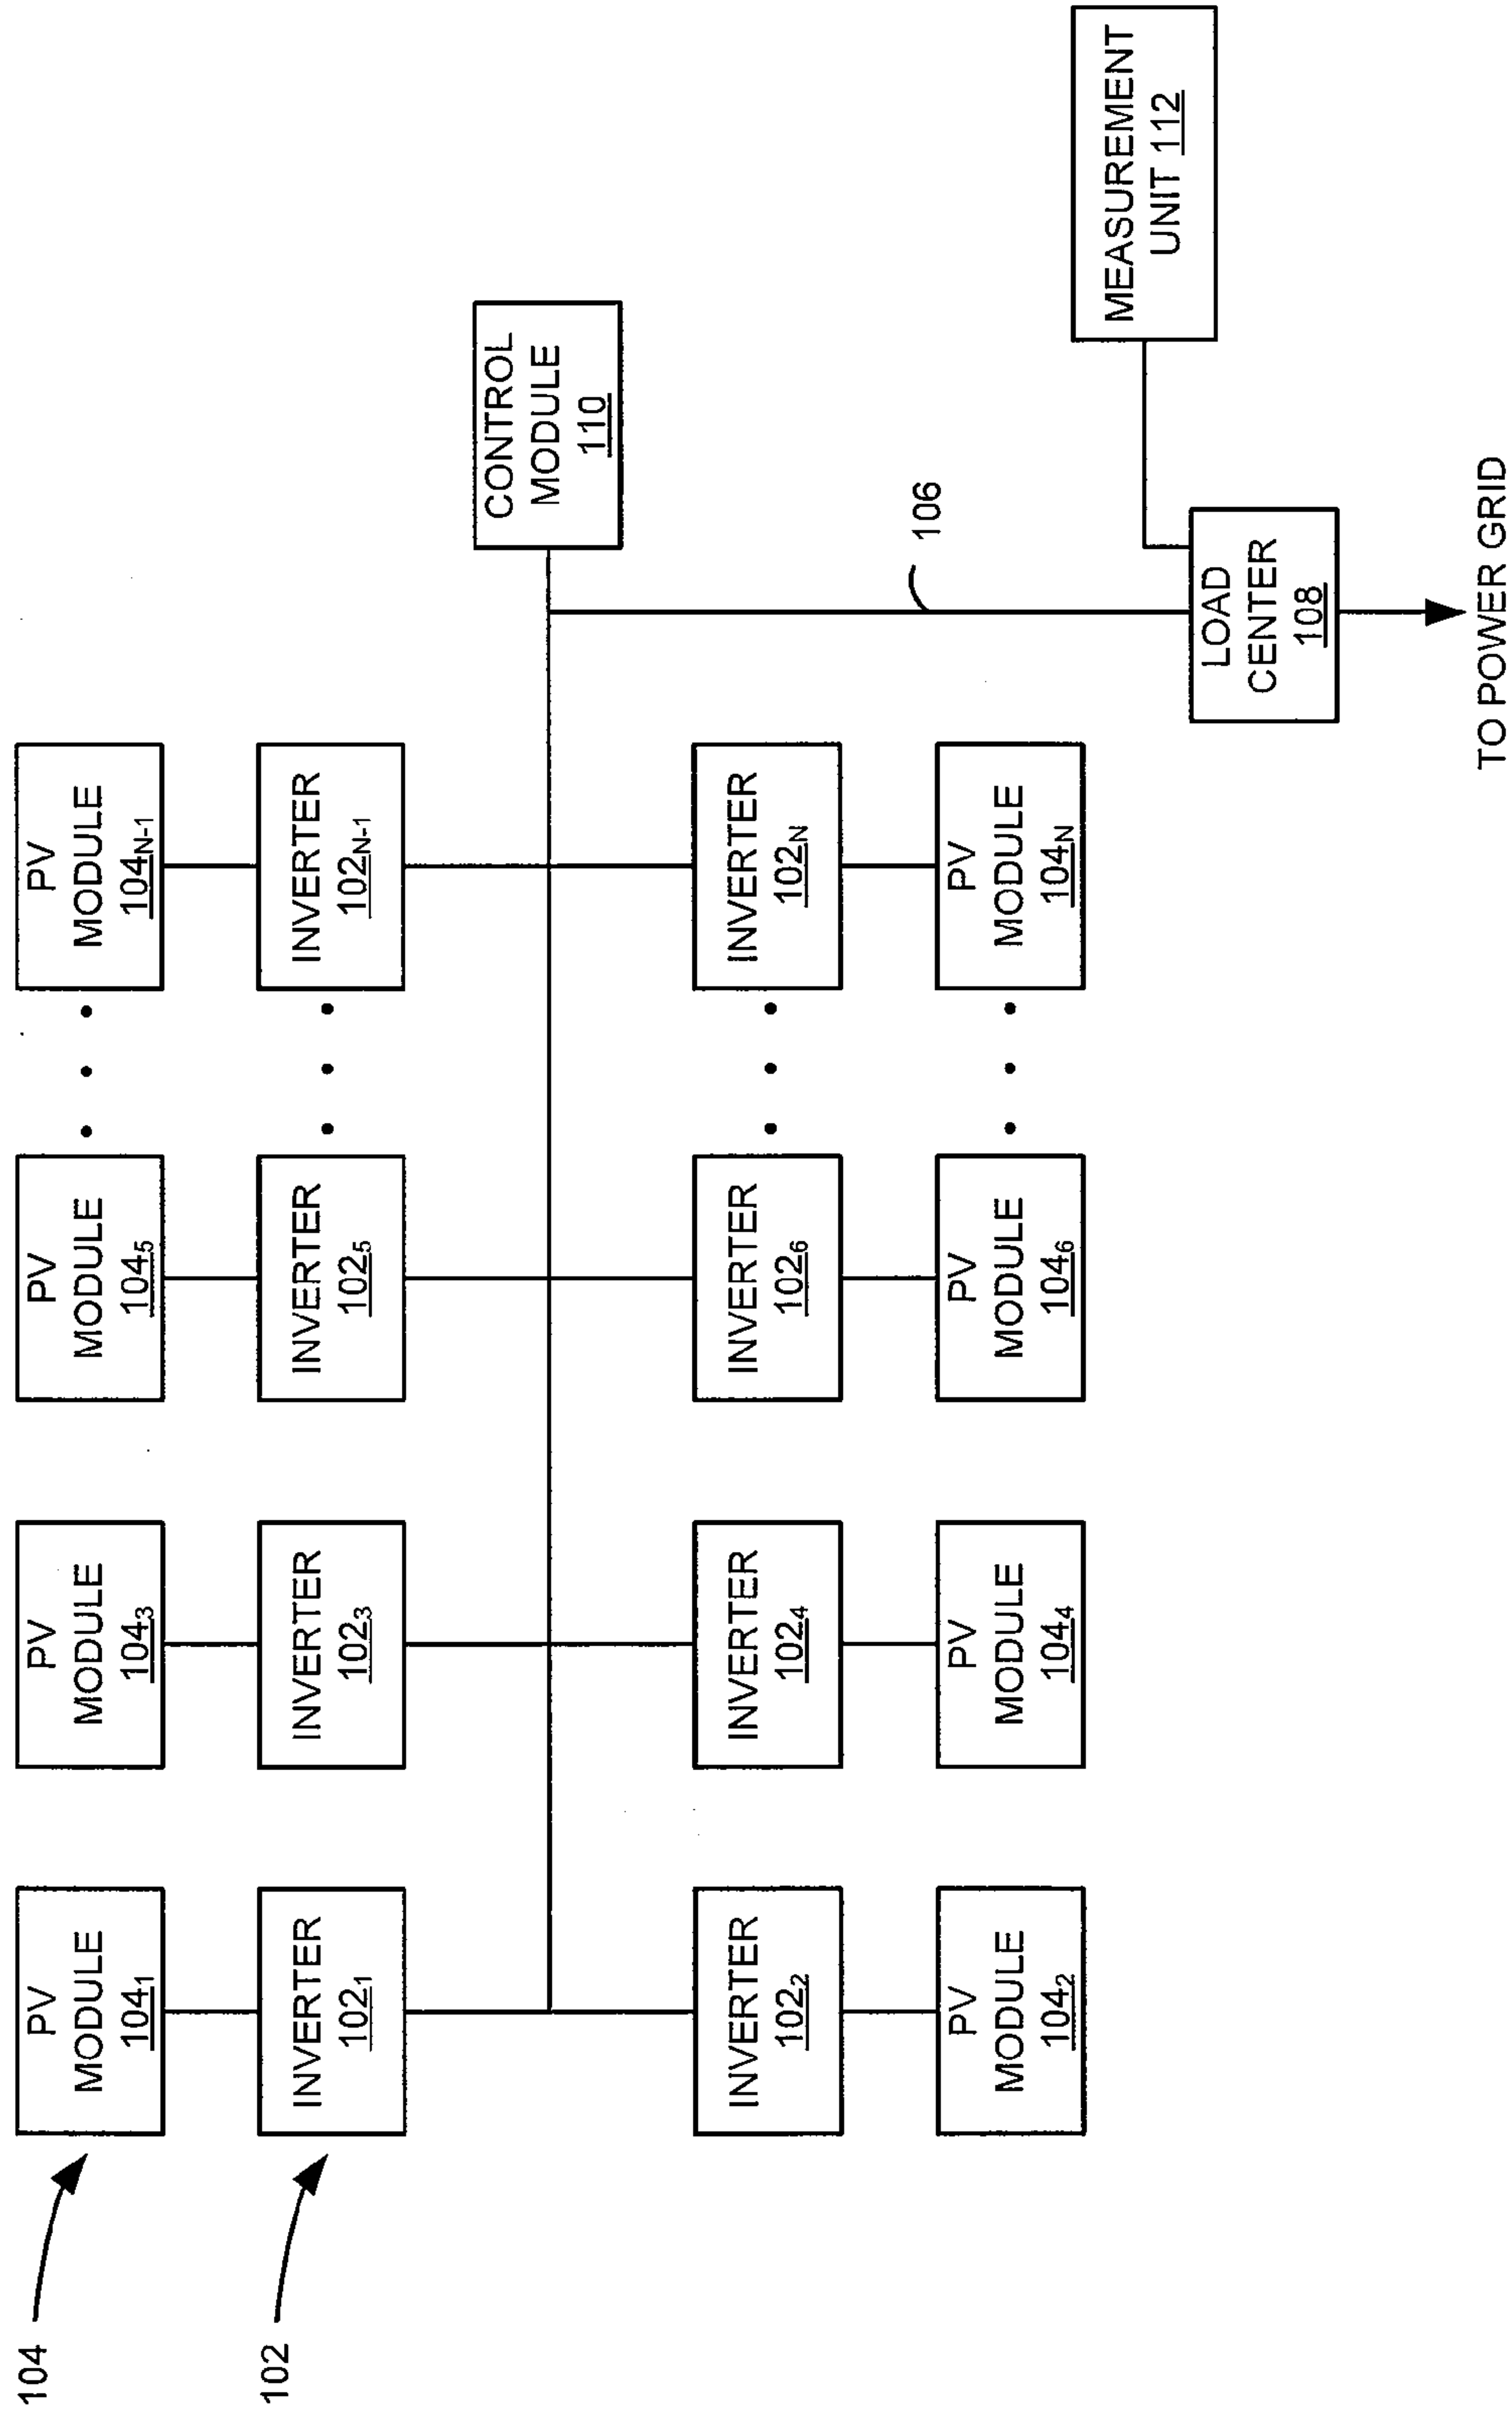 104
PV
MODULE
104₁
PV
MODULE
104₃
PV
MODULE
104₅
• • •
PV
MODULE
104N-1
102
INVERTER
102₁
INVERTER
102₃
INVERTER
102₅
• • •
INVERTER
102N-1
CONTROL
MODULE
110
INVERTER
102₂
INVERTER
102₄
INVERTER
102₆
• • •
INVERTER
102N
106
PV
MODULE
104₂
PV
MODULE
104₄
PV
MODULE
104₆
• • •
PV
MODULE
104N
MEASUREMENT
UNIT 112
LOAD
CENTER
108
TO POWER GRID